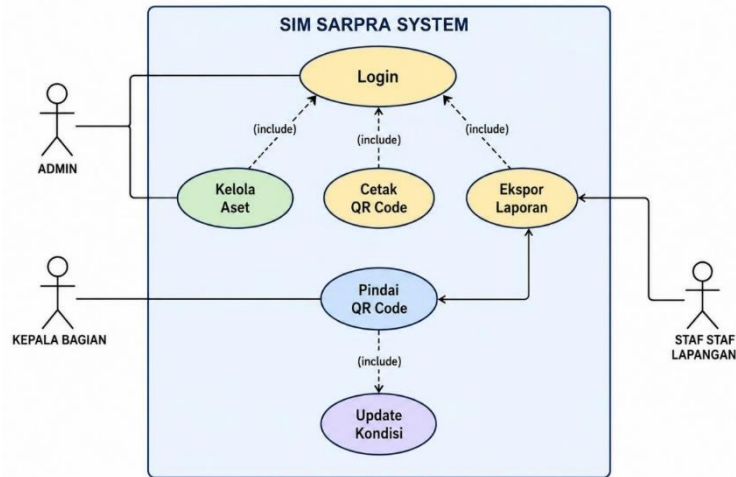 SIM SARPRA SYSTEM
Login
(include)
(include)
(include)
ADMIN
Kelola
Aset
Cetak
QR Code
Ekspor
Laporan
KEPALA BAGIAN
Pindai
QR Code
STAF STAF
LAPANGAN
(include)
Update
Kondisi